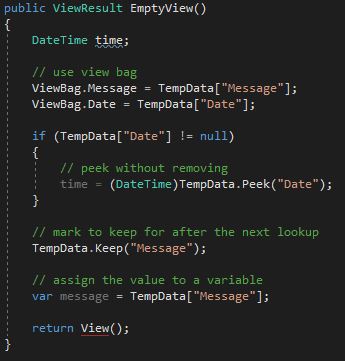 public ViewResult EmptyView()
{
DateTime time;
// use view bag
ViewBag.Message = TempData["Message"];
ViewBag.Date = TempData["Date"];
if (TempData["Date"] != null)
{
// peek without removing
time = (DateTime)TempData.Peek("Date");
}
// mark to keep for after the next lookup
TempData.Keep("Message");
// assign the value to a variable
var message = TempData["Message"];
return View();
}